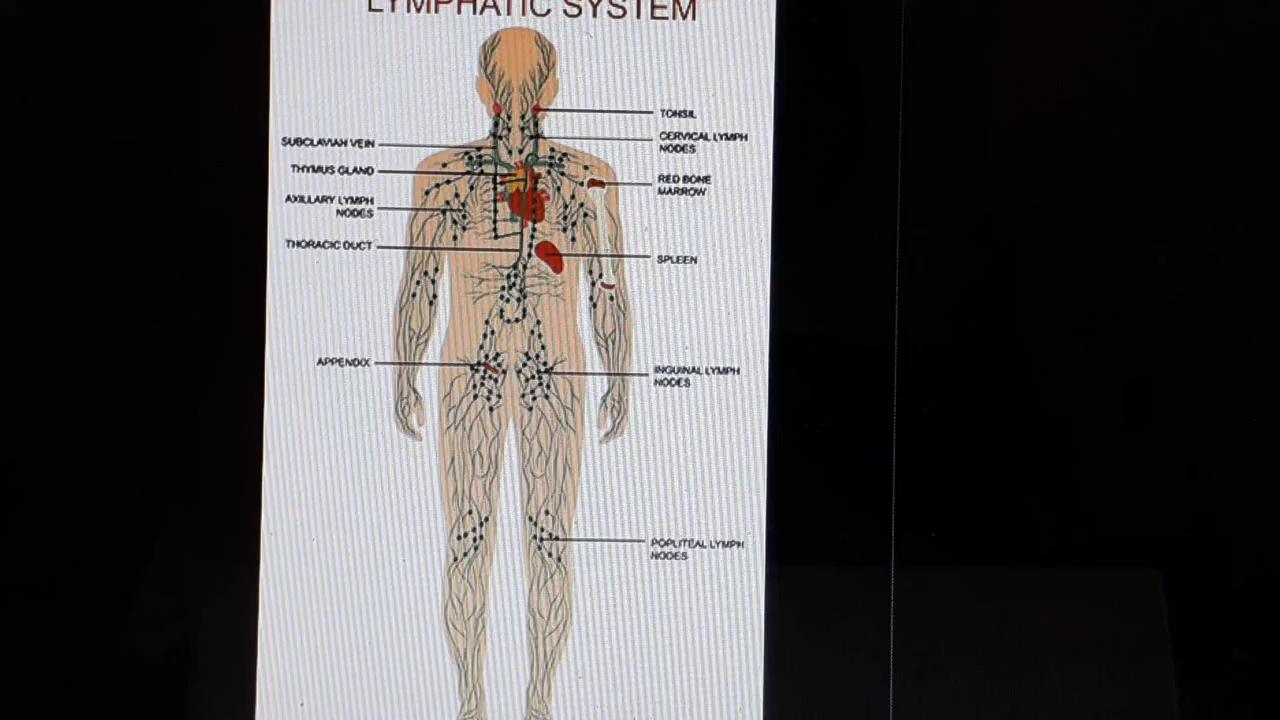 LYMPHATIC SYSTEM
TONSIL
CERVICAL LYMPH
NODES
SUBCLAVIAN VEIN
THYMUS GLAND
RED BONE
MARROW
AXILLARY LYMPH
NODES
THORACIC DUCT
SPLEEN
APPENDIX
INGUINAL LYMPH
NODES
POPLITEAL LYMPH
NODES